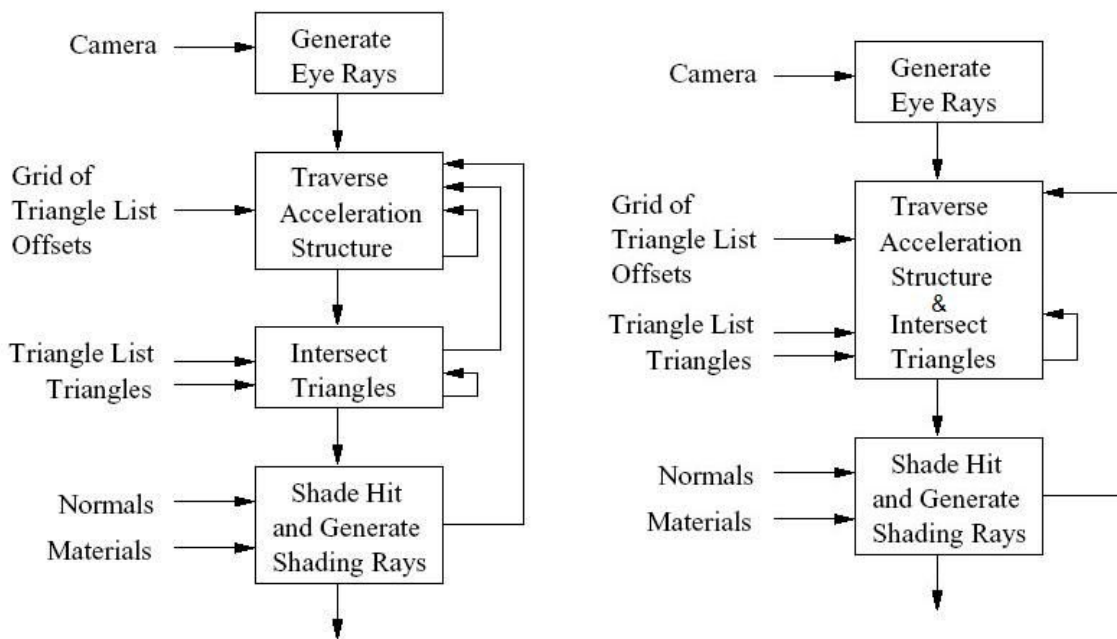 Camera
Generate
Eye Rays
Grid of
Triangle List
Offsets
Traverse
Acceleration
Structure
Triangle List
Triangles
Intersect
Triangles
Normals
Materials
Shade Hit
and Generate
Shading Rays
Camera
Generate
Eye Rays
Grid of
Triangle List
Offsets
Triangle List
Triangles
Traverse
Acceleration
Structure
&
Intersect
Triangles
Normals
Materials
Shade Hit
and Generate
Shading Rays